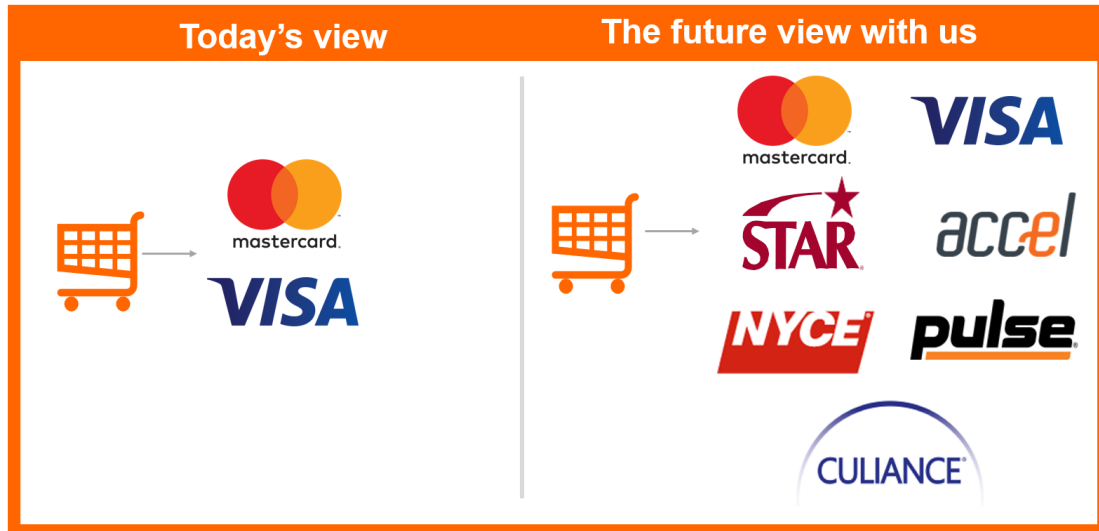 Today's view
The future view with us
mastercard.
VISA
mastercard.
VISA
STAR
accel
NYCE
pulse
CULIANCE